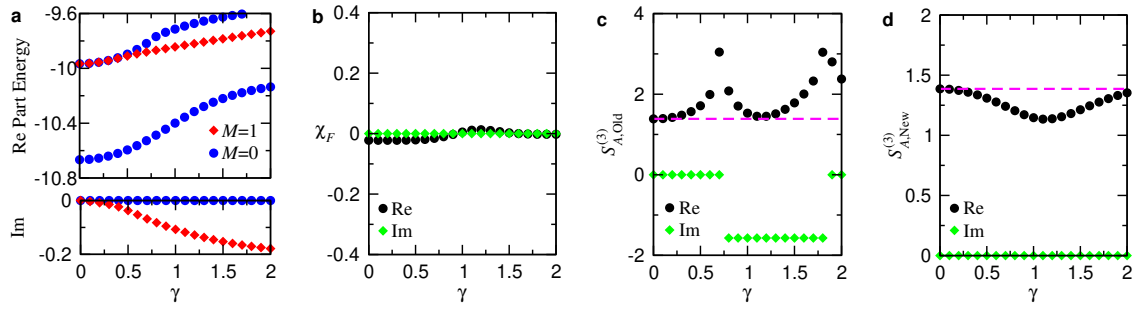 a
Re Part Energy
-9.6
-10
-10.4
-10.8
M=1
M=0
Im
0
-0.2
0
0.5
1
1.5
2
γ
b
χF
0.4
0.2
0
-0.2
-0.4
Re
Im
0
0.5
1
1.5
2
γ
c
S(3)A,Old
4
2
0
-2
Re
Im
0
0.5
1
1.5
2
γ
d
S(3)A,New
2
1.5
1
0.5
0
Re
Im
0
0.5
1
1.5
2
γ